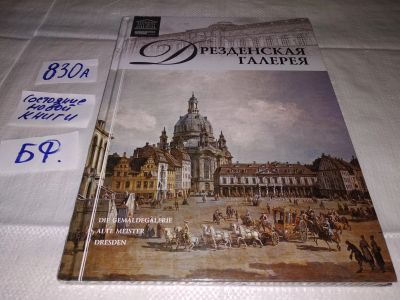 830А
Состояние
новой
книги
БФ.
ДРЕЗДЕНСКАЯ
ГАЛЕРЕЯ
DIE GEMÄLDEGALERIE
ALTE MEISTER
DRESDEN